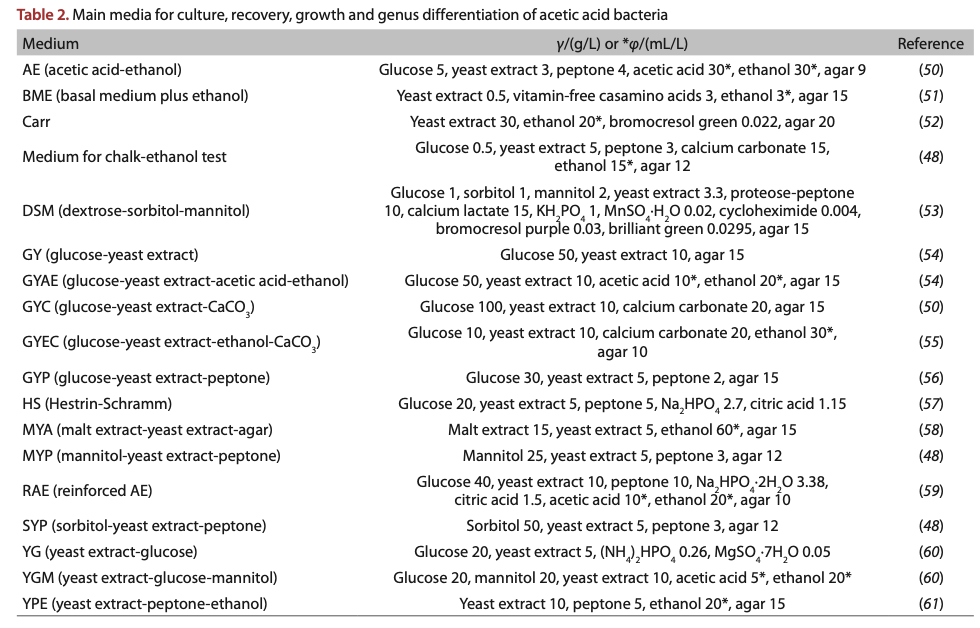 Table 2. Main media for culture, recovery, growth and genus differentiation of acetic acid bacteria
Medium γ/(g/L) or *φ/(mL/L) Reference
AE (acetic acid-ethanol) Glucose 5, yeast extract 3, peptone 4, acetic acid 30*, ethanol 30*, agar 9 (50)
BME (basal medium plus ethanol) Yeast extract 0.5, vitamin-free casamino acids 3, ethanol 3*, agar 15 (51)
Carr Yeast extract 30, ethanol 20*, bromocresol green 0.022, agar 20 (52)
Medium for chalk-ethanol test Glucose 0.5, yeast extract 5, peptone 3, calcium carbonate 15,
ethanol 15*, agar 12 (48)
DSM (dextrose-sorbitol-mannitol) Glucose 1, sorbitol 1, mannitol 2, yeast extract 3.3, proteose-peptone
10, calcium lactate 15, KH2PO4 1, MnSO4·H2O 0.02, cycloheximide 0.004, (53)
bromocresol purple 0.03, brilliant green 0.0295, agar 15
GY (glucose-yeast extract) Glucose 50, yeast extract 10, agar 15 (54)
GYAE (glucose-yeast extract-acetic acid-ethanol) Glucose 50, yeast extract 10, acetic acid 10*, ethanol 20*, agar 15 (54)
GYC (glucose-yeast extract-CaCO3) Glucose 100, yeast extract 10, calcium carbonate 20, agar 15 (50)
GYEC (glucose-yeast extract-ethanol-CaCO3) Glucose 10, yeast extract 10, calcium carbonate 20, ethanol 30*,
agar 10 (55)
GYP (glucose-yeast extract-peptone) Glucose 30, yeast extract 5, peptone 2, agar 15 (56)
HS (Hestrin-Schramm) Glucose 20, yeast extract 5, peptone 5, Na2HPO4 2.7, citric acid 1.15 (57)
MYA (malt extract-yeast extract-agar) Malt extract 15, yeast extract 5, ethanol 60*, agar 15 (58)
MYP (mannitol-yeast extract-peptone) Mannitol 25, yeast extract 5, peptone 3, agar 12 (48)
RAE (reinforced AE) Glucose 40, yeast extract 10, peptone 10, Na2HPO4·2H2O 3.38,
citric acid 1.5, acetic acid 10*, ethanol 20*, agar 10 (59)
SYP (sorbitol-yeast extract-peptone) Sorbitol 50, yeast extract 5, peptone 3, agar 12 (48)
YG (yeast extract-glucose) Glucose 20, yeast extract 5, (NH4)2HPO4 0.26, MgSO4·7H2O 0.05 (60)
YGM (yeast extract-glucose-mannitol) Glucose 20, mannitol 20, yeast extract 10, acetic acid 5*, ethanol 20* (60)
YPE (yeast extract-peptone-ethanol) Yeast extract 10, peptone 5, ethanol 20*, agar 15 (61)